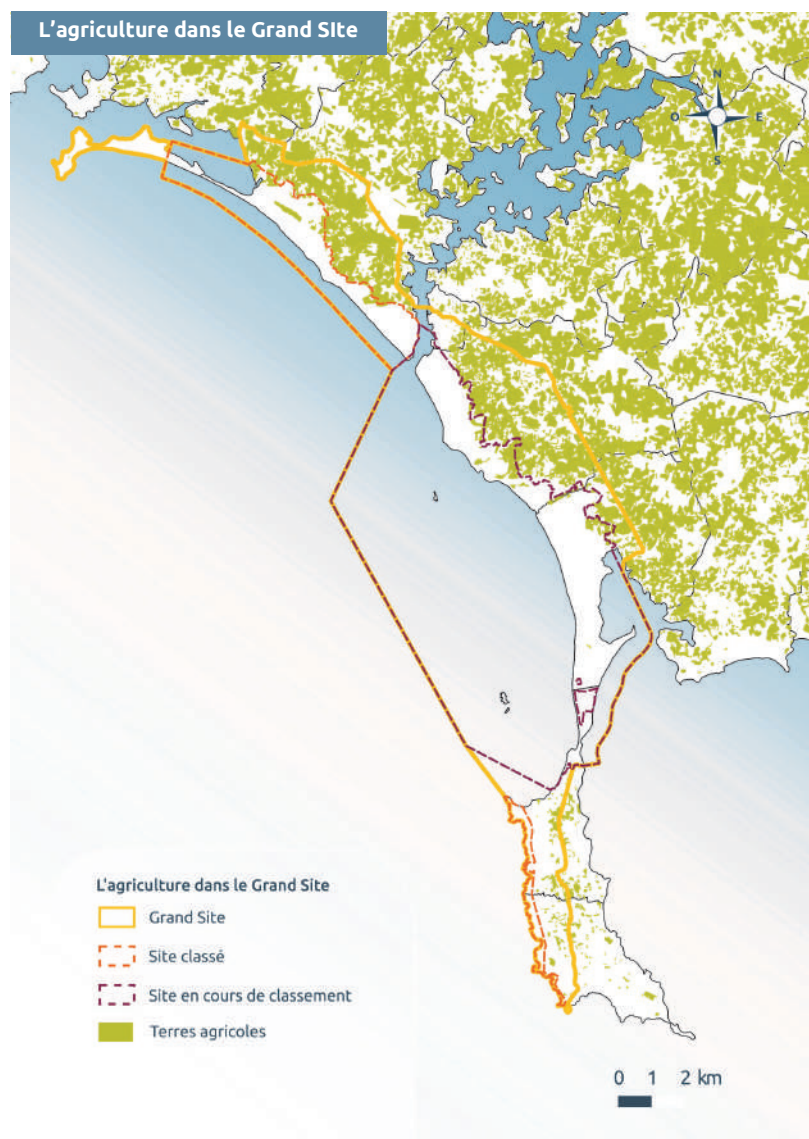 L'agriculture dans le Grand SIte
N
O
E
S
L'agriculture dans le Grand Site
Grand Site
Site classé
Site en cours de classement
Terres agricoles
0 1 2 km